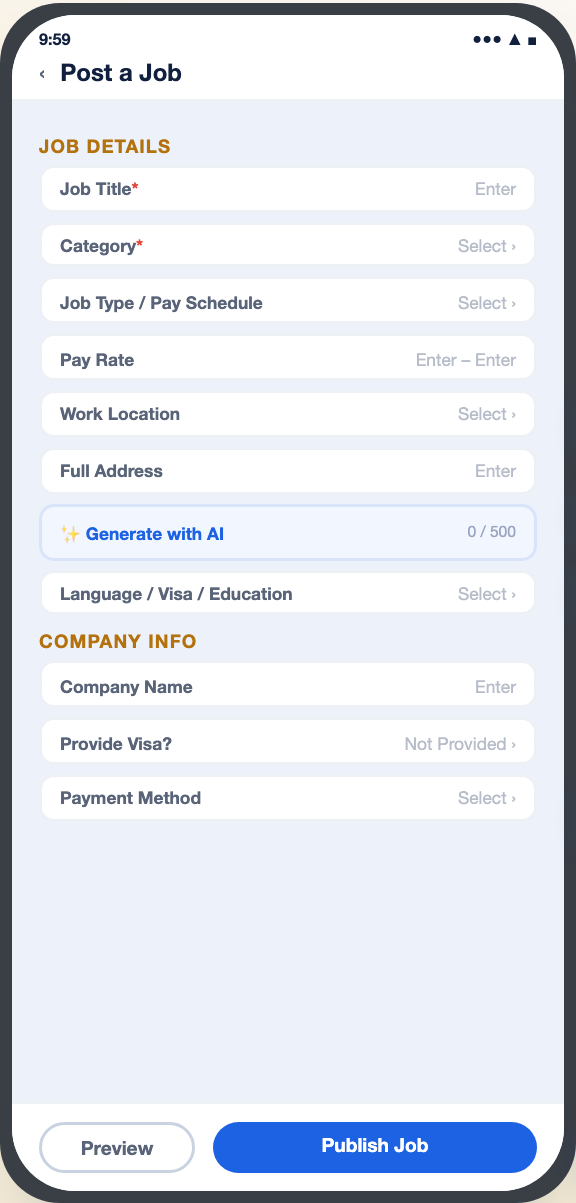 9:59
‹ Post a Job
JOB DETAILS
Job Title* Enter
Category* Select ›
Job Type / Pay Schedule Select ›
Pay Rate Enter – Enter
Work Location Select ›
Full Address Enter
✨ Generate with AI 0 / 500
Language / Visa / Education Select ›
COMPANY INFO
Company Name Enter
Provide Visa? Not Provided ›
Payment Method Select ›
Preview Publish Job